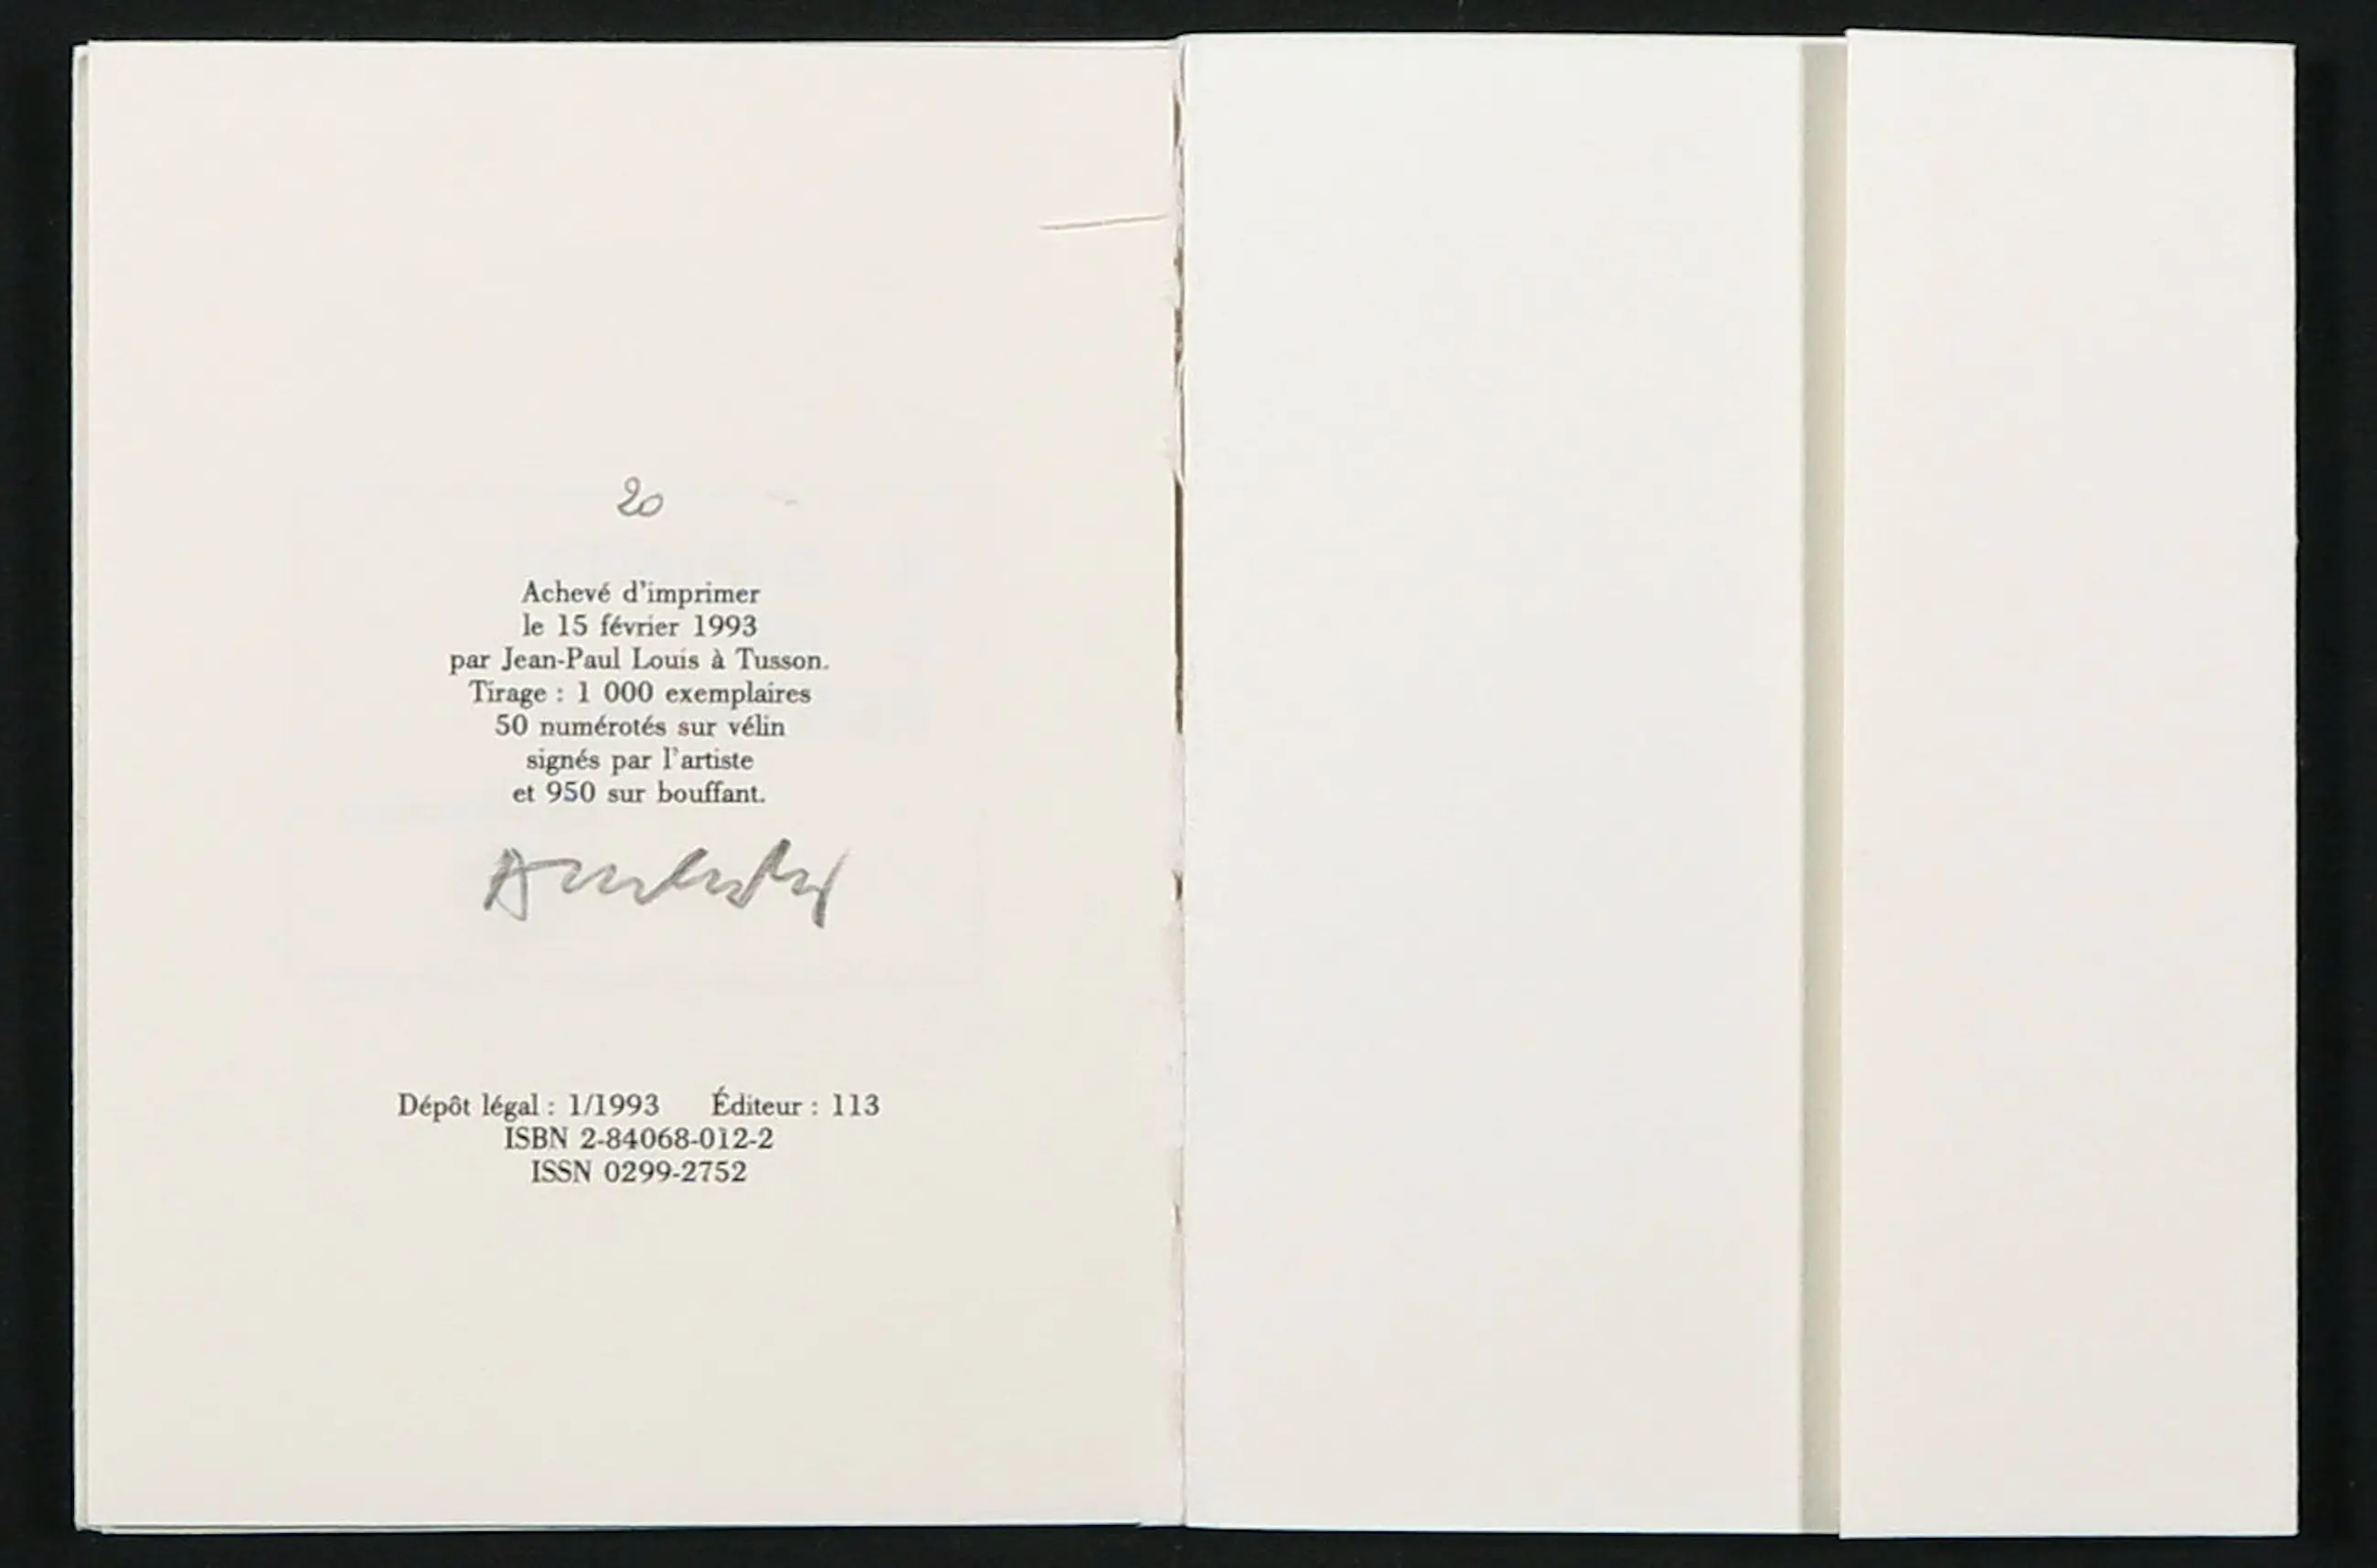 20
Achevé d'imprimer
le 15 février 1993
par Jean-Paul Louis à Tusson.
Tirage : 1 000 exemplaires
50 numérotés sur vélin
signés par l'artiste
et 950 sur bouffant.
Dépôt légal : 1/1993 Éditeur : 113
ISBN 2-84068-012-2
ISSN 0299-2752